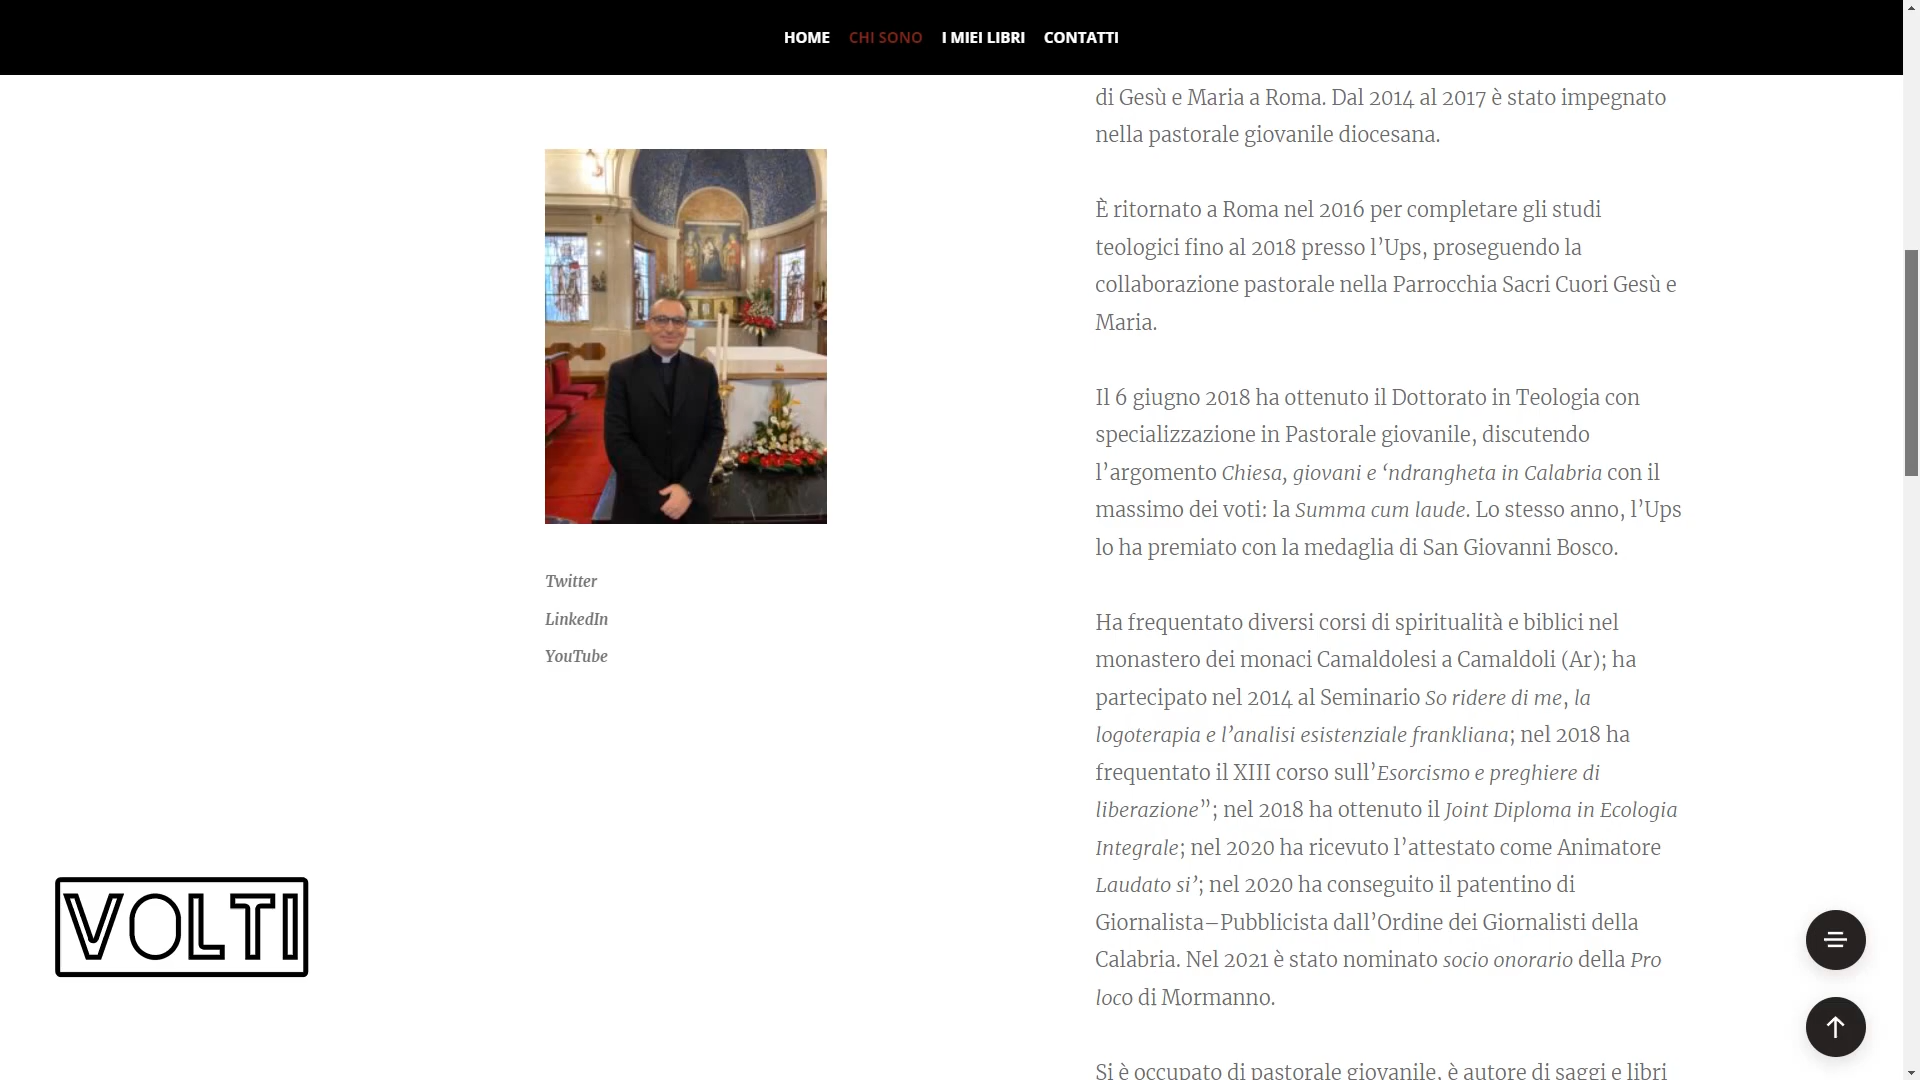 HOME CHI SONO I MIEI LIBRI CONTATTI
di Gesù e Maria a Roma. Dal 2014 al 2017 è stato impegnato
nella pastorale giovanile diocesana.
È ritornato a Roma nel 2016 per completare gli studi
teologici fino al 2018 presso l’Ups, proseguendo la
collaborazione pastorale nella Parrocchia Sacri Cuori Gesù e
Maria.
Il 6 giugno 2018 ha ottenuto il Dottorato in Teologia con
specializzazione in Pastorale giovanile, discutendo
l’argomento Chiesa, giovani e ‘ndrangheta in Calabria con il
massimo dei voti: la Summa cum laude. Lo stesso anno, l’Ups
lo ha premiato con la medaglia di San Giovanni Bosco.
Ha frequentato diversi corsi di spiritualità e biblici nel
monastero dei monaci Camaldolesi a Camaldoli (Ar); ha
partecipato nel 2014 al Seminario So ridere di me, la
logoterapia e l’analisi esistenziale frankliana; nel 2018 ha
frequentato il XIII corso sull’Esorcismo e preghiere di
liberazione”; nel 2018 ha ottenuto il Joint Diploma in Ecologia
Integrale; nel 2020 ha ricevuto l’attestato come Animatore
Laudato si’; nel 2020 ha conseguito il patentino di
Giornalista–Pubblicista dall’Ordine dei Giornalisti della
Calabria. Nel 2021 è stato nominato socio onorario della Pro
loco di Mormanno.
Si è occupato di pastorale giovanile, è autore di saggi e libri
Twitter
LinkedIn
YouTube
VOLTI